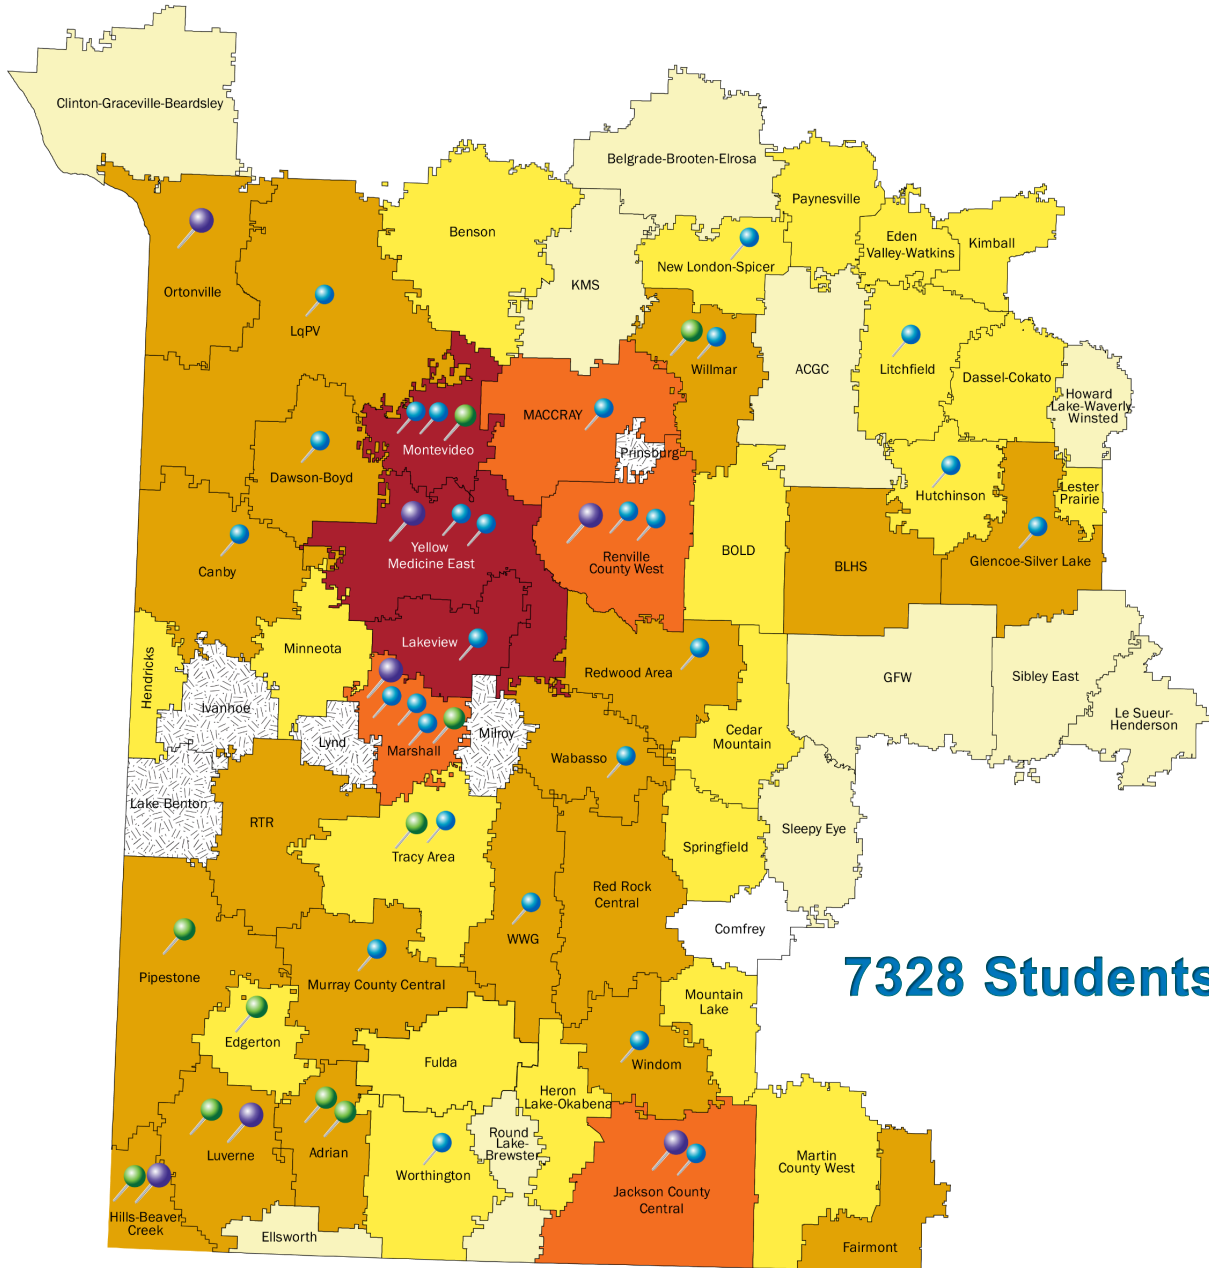 Clinton-Graceville-Beardsley
Belgrade-Brooten-Elrosa
Paynesville
Benson
Eden
Valley-Watkins
Kimball
New London-Spicer
KMS
Ortonville
LqPV
Willmar
ACGC
Litchfield
Dassel-Cokato
Howard
Lake-Waverly
Winsted
MACCRAY
Prinsburg
Montevideo
Dawson-Boyd
Hutchinson
Lester
Prairie
Yellow
Medicine East
Renville
County West
BOLD
BLHS
Glencoe-Silver Lake
Canby
Lakeview
Minneota
Hendricks
Redwood Area
GFW
Sibley East
Le Sueur-
Henderson
Ivanhoe
Lynd
Marshall
Milroy
Cedar
Mountain
Wabasso
Lake Benton
RTR
Tracy Area
Springfield
Sleepy Eye
Red Rock
Central
WWG
Comfrey
Pipestone
Murray County Central
7328 Students
Mountain
Lake
Edgerton
Fulda
Windom
Heron
Lake-Okabena
Round
Lake-
Brewster
Luverne
Adrian
Worthington
Martin
County West
Jackson County
Central
Hills-Beaver
Creek
Ellsworth
Fairmont